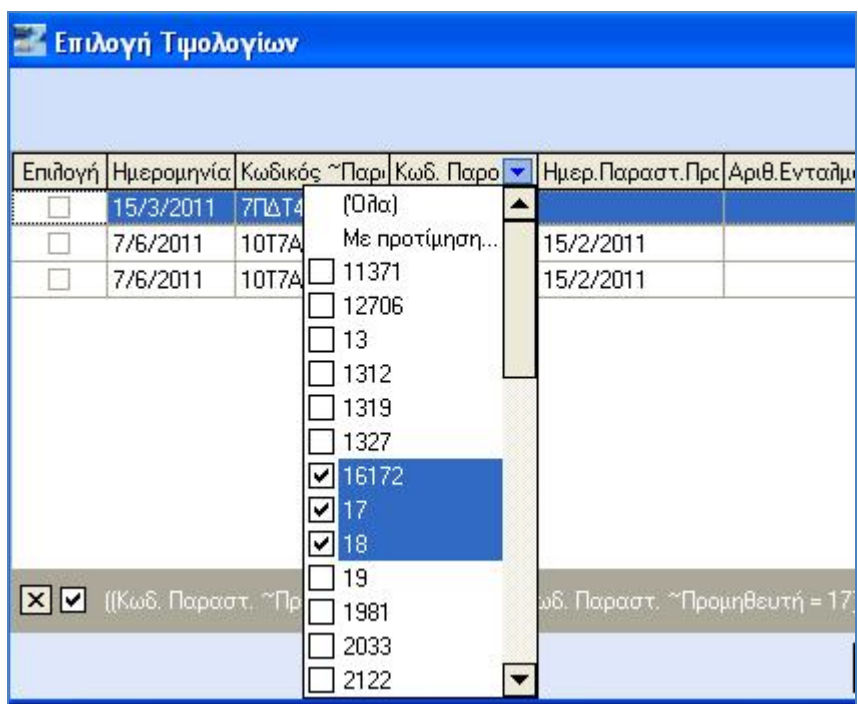 Επιλογή Τιμολογίων
Επιλογή Ημερομηνία Κωδικός ~Παρ Κωδ. Παρο Ημερ.Παραστ.Προ Αριθ.Ενταλμ
15/3/2011 7ΠΔΤ4
7/6/2011 10Τ7Α 15/2/2011
7/6/2011 10Τ7Α 15/2/2011
(Όλα)
Με προτίμηση...
11371
12706
13
1312
1319
1327
16172
17
18
19
1981
2033
2122
((Κωδ. Παραστ. ~Πρ ωδ. Παραστ. ~Προμηθευτή = 17)